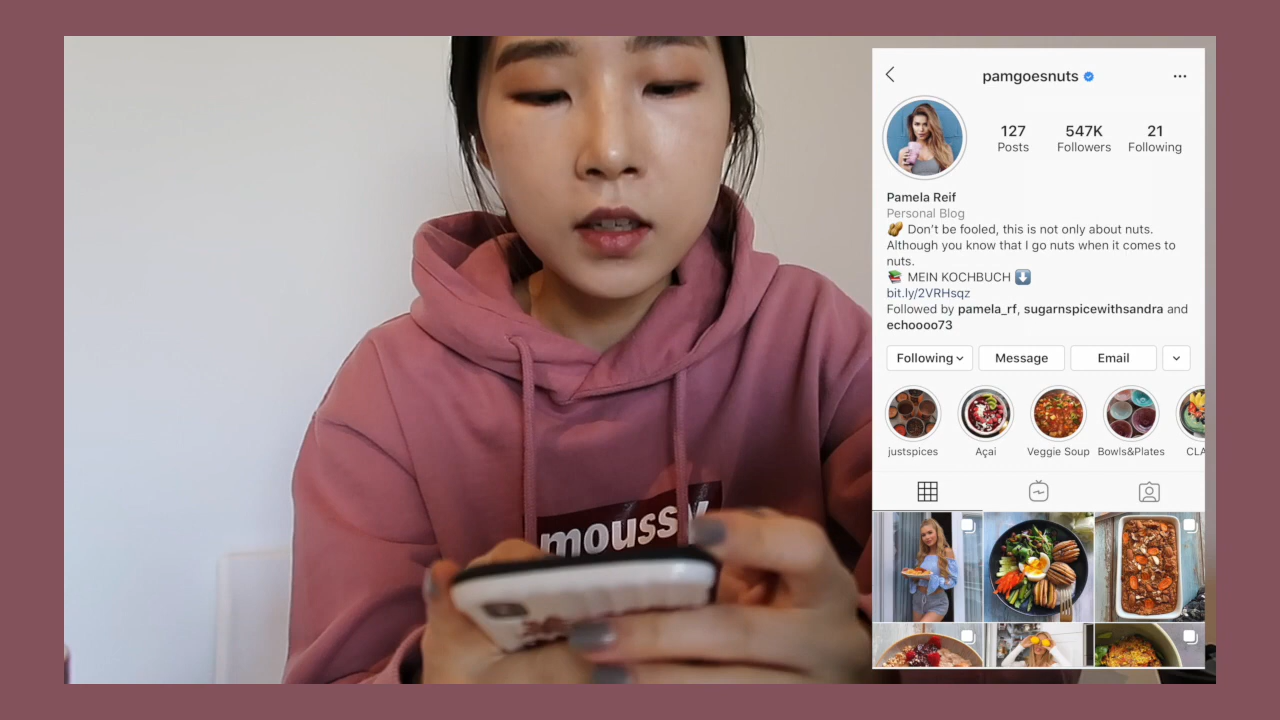 moussy
pamgoesnuts
127
547K
21
Posts
Followers
Following
Pamela Reif
Personal Blog
🥜 Don't be fooled, this is not only about nuts.
Although you know that I go nuts when it comes to
nuts.
📚 MEIN KOCHBUCH ⬇️
bit.ly/2VRHsqz
Followed by pamela_rf, sugarnspicewithsandra and
echoooo73
Following
Message
Email
justspices
Açai
Veggie Soup
Bowls&Plates
CLA